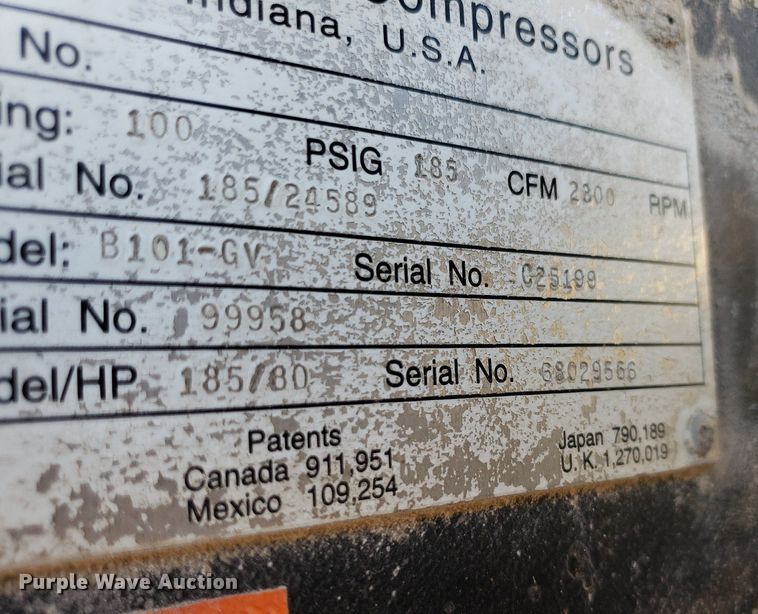 Compressors
Indiana, U.S.A.
No.
ing: 100 PSIG 185 CFM 2800 RPM
ial No. 185/24589
del: B101-GV Serial No. C25199
ial No. 99958
del/HP 185/80 Serial No. 68029566
Patents
Canada 911,951 Japan 790,189
Mexico 109,254 U.K. 1,270,019
Purple Wave Auction